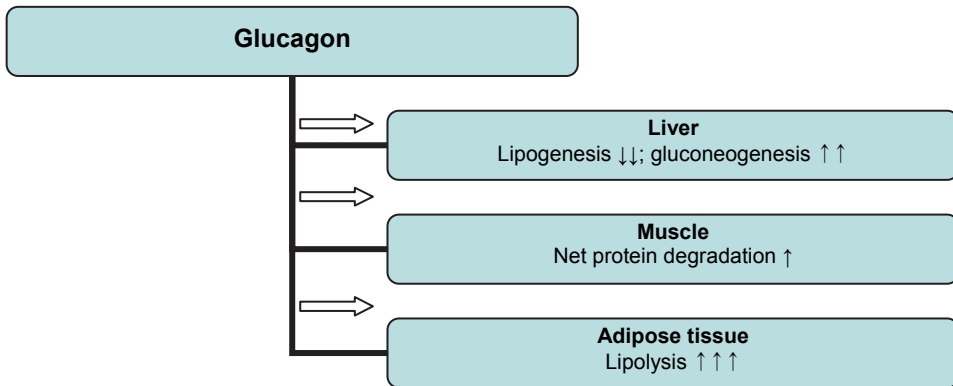 Glucagon
Liver
Lipogenesis ↓↓; gluconeogenesis ↑ ↑
Muscle
Net protein degradation ↑
Adipose tissue
Lipolysis ↑ ↑ ↑